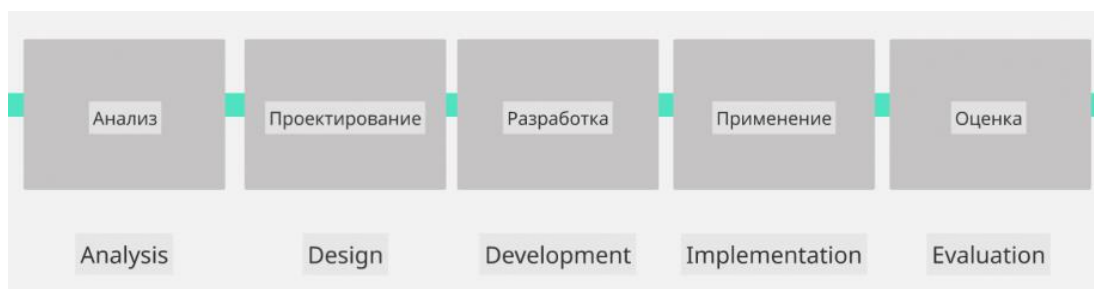 Анализ
Проектирование
Разработка
Применение
Оценка
Analysis
Design
Development
Implementation
Evaluation